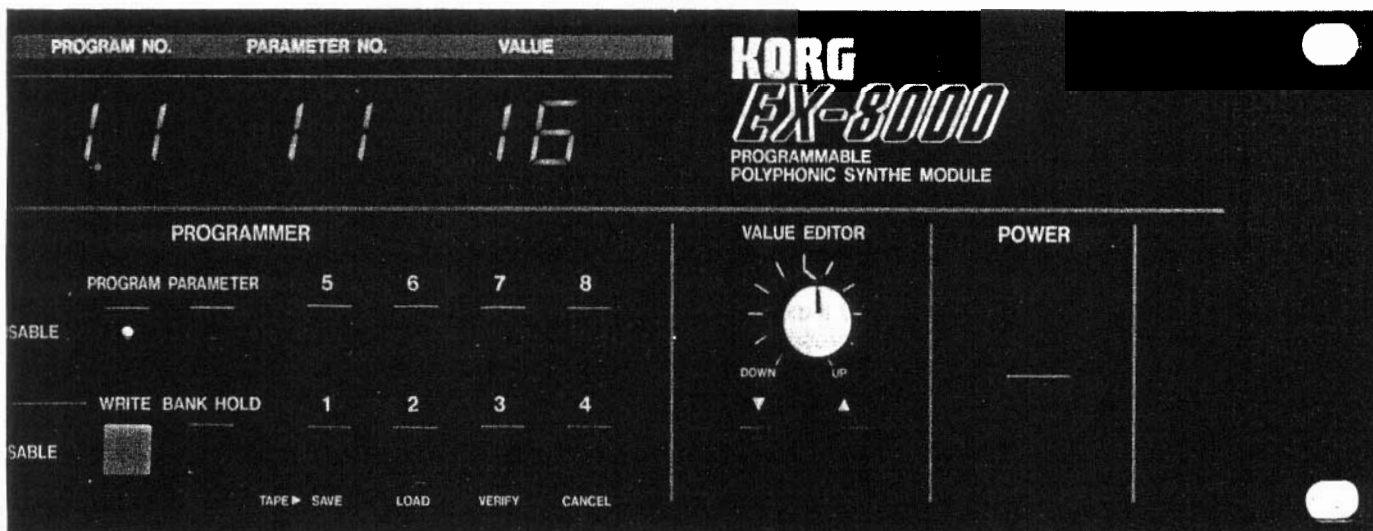 PROGRAM NO. PARAMETER NO. VALUE
1.1 11 16
KORG
EX-8000
PROGRAMMABLE
POLYPHONIC SYNTHE MODULE
PROGRAMMER
PROGRAM PARAMETER 5 6 7 8
SABLE
WRITE BANK HOLD 1 2 3 4
SABLE
TAPE ▶ SAVE LOAD VERIFY CANCEL
VALUE EDITOR
DOWN UP
▼ ▲
POWER